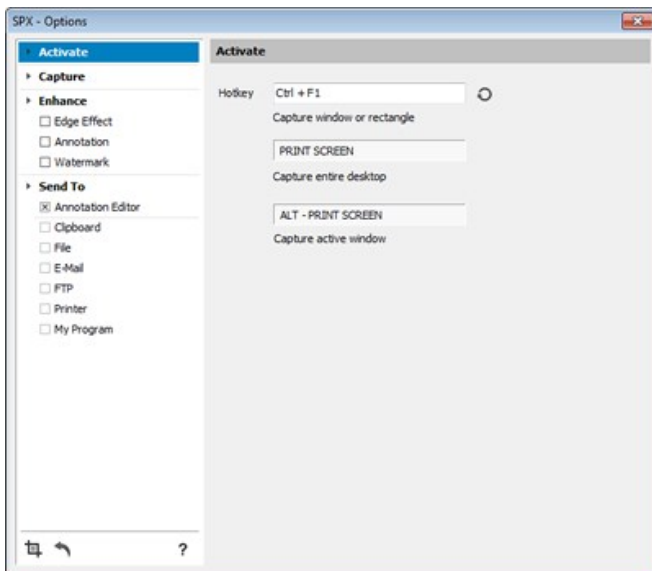 SPX - Options
Activate
Capture
Enhance
Edge Effect
Annotation
Watermark
Send To
Annotation Editor
Clipboard
File
E-Mail
FTP
Printer
My Program
?
Activate
Hotkey
Ctrl + F1
Capture window or rectangle
PRINT SCREEN
Capture entire desktop
ALT - PRINT SCREEN
Capture active window